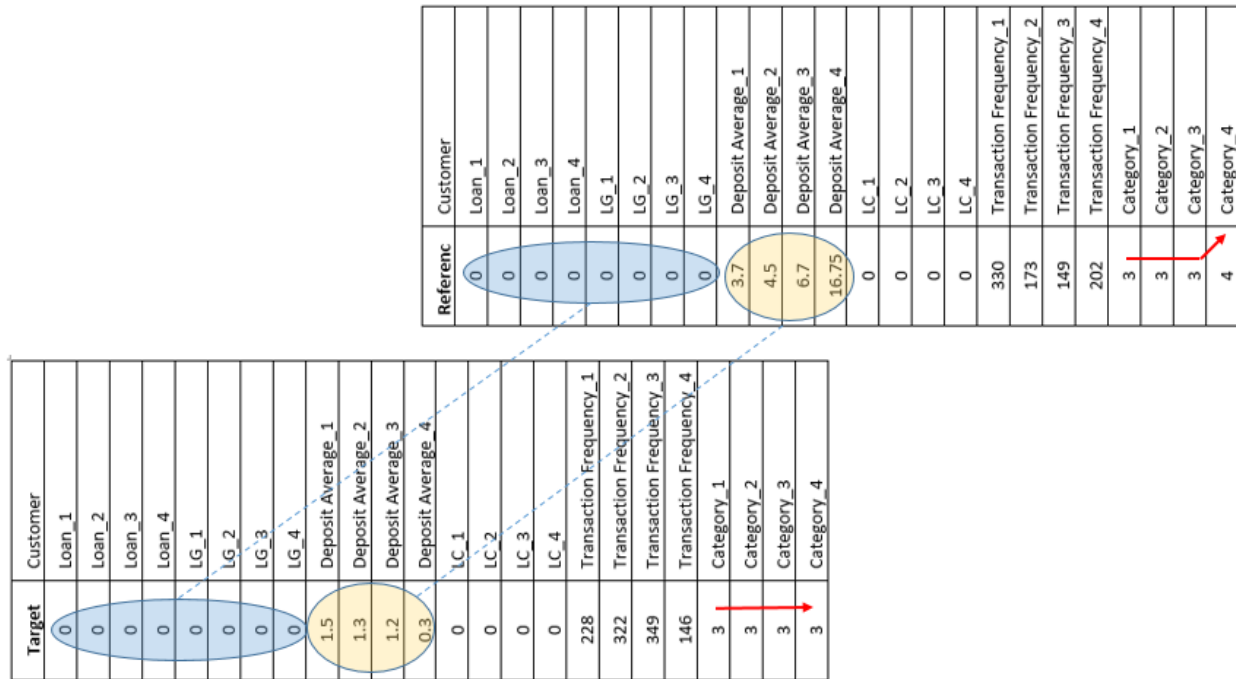 Target Customer
0 Loan_1
0 Loan_2
0 Loan_3
0 Loan_4
0 LG_1
0 LG_2
0 LG_3
0 LG_4
1.5 Deposit Average_1
1.3 Deposit Average_2
1.2 Deposit Average_3
0.3 Deposit Average_4
0 LC_1
0 LC_2
0 LC_3
0 LC_4
228 Transaction Frequency_1
322 Transaction Frequency_2
349 Transaction Frequency_3
146 Transaction Frequency_4
3 Category_1
3 Category_2
3 Category_3
3 Category_4
Referenc Customer
0 Loan_1
0 Loan_2
0 Loan_3
0 Loan_4
0 LG_1
0 LG_2
0 LG_3
0 LG_4
3.7 Deposit Average_1
4.5 Deposit Average_2
6.7 Deposit Average_3
16.75 Deposit Average_4
0 LC_1
0 LC_2
0 LC_3
0 LC_4
330 Transaction Frequency_1
173 Transaction Frequency_2
149 Transaction Frequency_3
202 Transaction Frequency_4
3 Category_1
3 Category_2
3 Category_3
4 Category_4